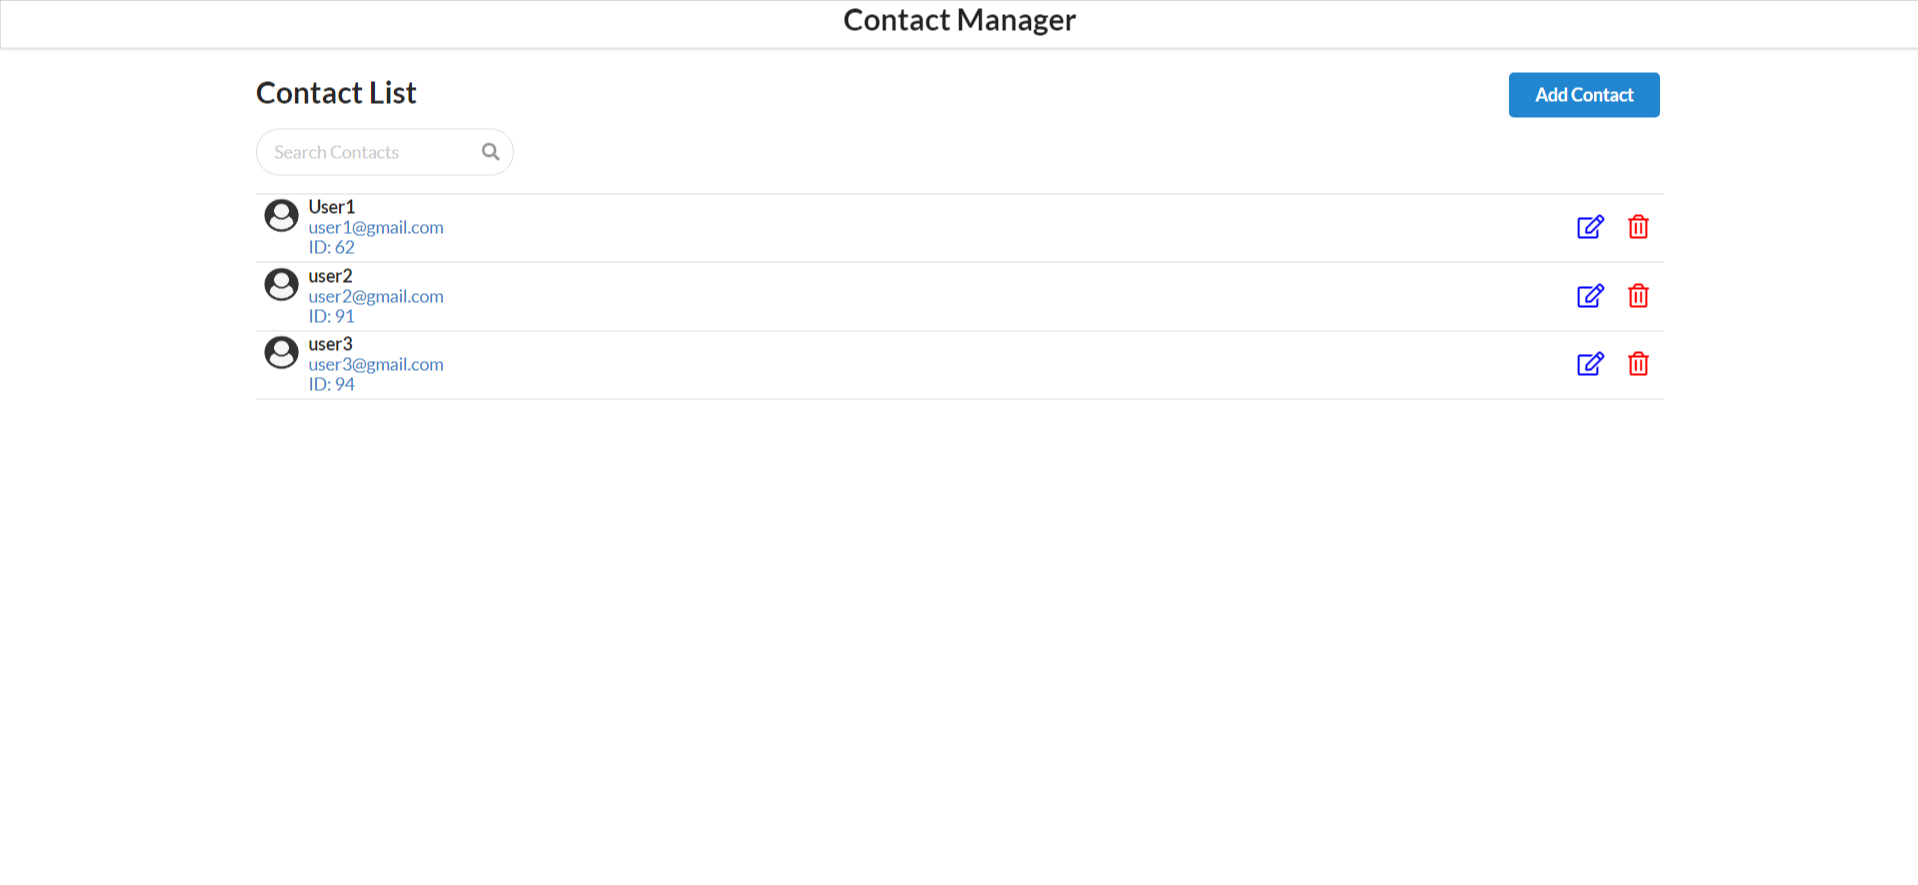 Contact Manager
Contact List
Add Contact
Search Contacts
User1
user1@gmail.com
ID: 62
user2
user2@gmail.com
ID: 91
user3
user3@gmail.com
ID: 94